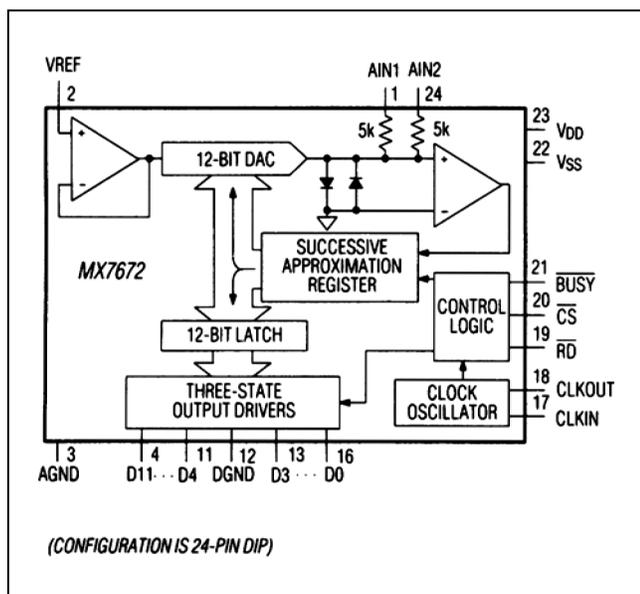 VREF
2
AIN1 AIN2
1 24
5k 5k
23
VDD
22
VSS
+
-
12-BIT DAC
+
-
MX7672
SUCCESSIVE
APPROXIMATION
REGISTER
21
BUSY
20
CS
19
RD
CONTROL
LOGIC
12-BIT LATCH
THREE-STATE
OUTPUT DRIVERS
CLOCK
OSCILLATOR
18
CLKOUT
17
CLKIN
3 4 11 12 13 16
AGND D11···D4 DGND D3···D0
(CONFIGURATION IS 24-PIN DIP)